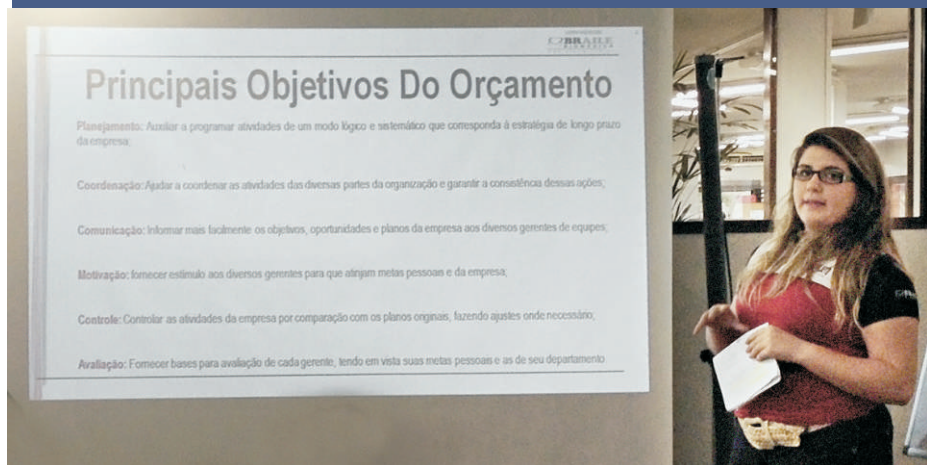 BRAILE
BIOMÉDICA
Principais Objetivos Do Orçamento
Planejamento: Auxiliar a programar atividades de um modo lógico e sistemático que corresponda à estratégia de longo prazo
da empresa;
Coordenação: Ajudar a coordenar as atividades das diversas partes da organização e garantir a consistência dessas ações;
Comunicação: Informar mais facilmente os objetivos, oportunidades e planos da empresa aos diversos gerentes de equipes;
Motivação: fornecer estímulo aos diversos gerentes para que atinjam metas pessoais e da empresa;
Controle: Controlar as atividades da empresa por comparação com os planos originais, fazendo ajustes onde necessário;
Avaliação: Fornecer bases para avaliação de cada gerente, tendo em vista suas metas pessoais e as de seu departamento